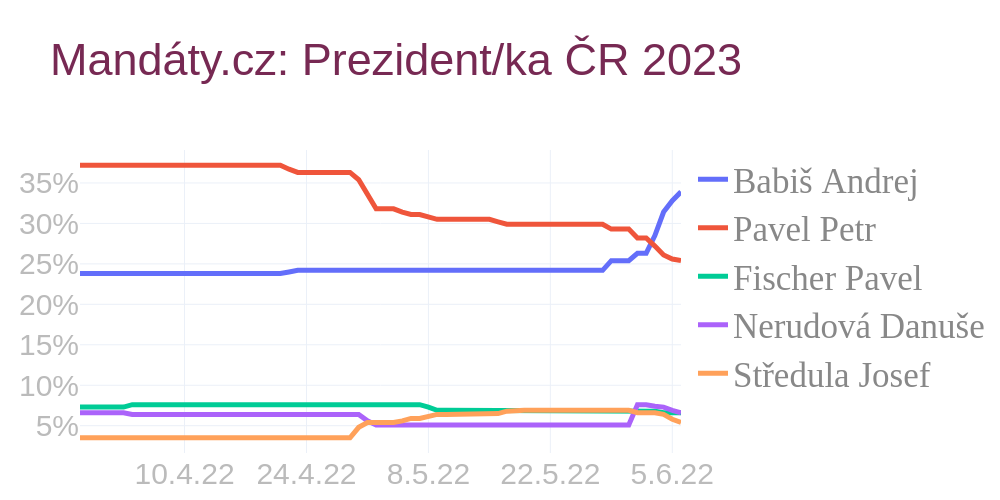 Mandáty.cz: Prezident/ka ČR 2023
35%
30%
25%
20%
15%
10%
5%
10.4.22
24.4.22
8.5.22
22.5.22
5.6.22
Babiš Andrej
Pavel Petr
Fischer Pavel
Nerudová Danuše
Středula Josef